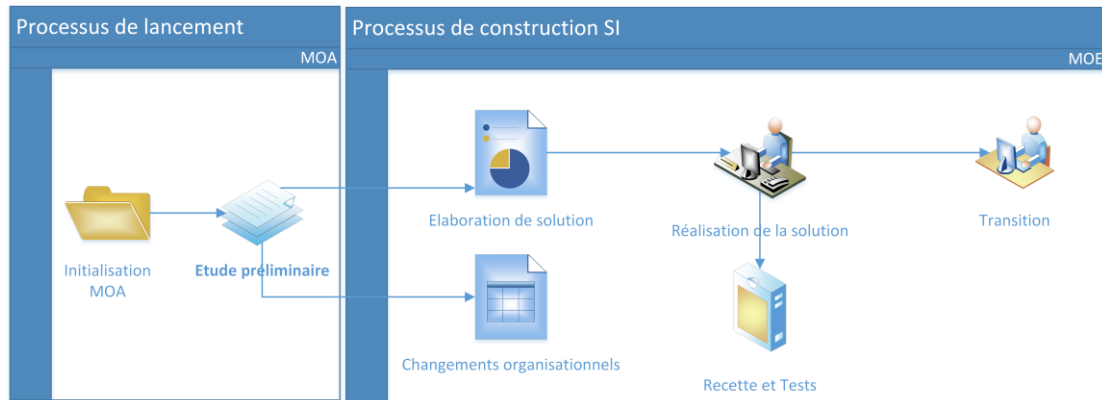 Processus de lancement
MOA
Processus de construction SI
MOE
Initialisation
MOA
Etude préliminaire
Elaboration de solution
Réalisation de la solution
Transition
Changements organisationnels
Recette et Tests